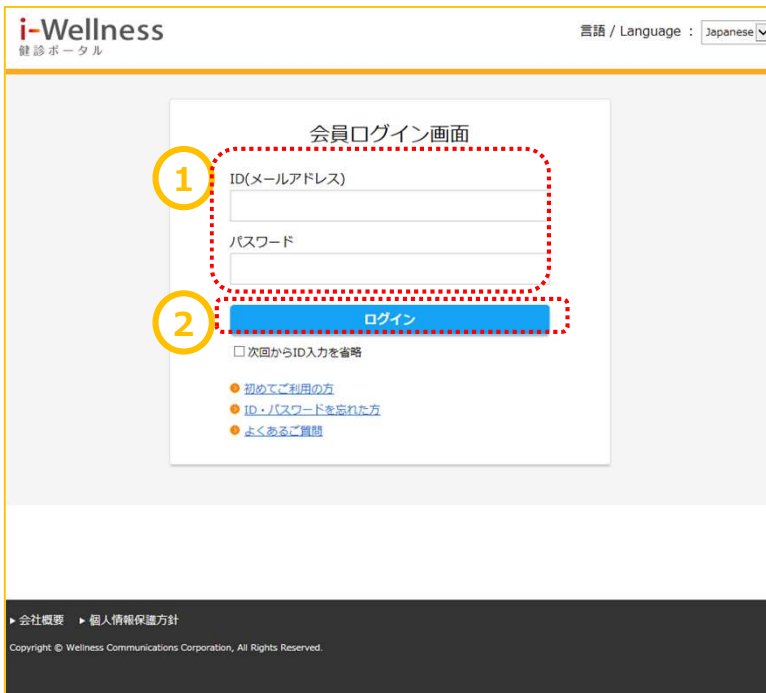 i-Wellness
健診ポータル
言語 / Language : Japanese
会員ログイン画面
1
ID(メールアドレス)
パスワード
2
ログイン
次回からID入力を省略
初めてご利用の方
ID・パスワードを忘れた方
よくあるご質問
会社概要 個人情報保護方針
Copyright © Wellness Communications Corporation, All Rights Reserved.